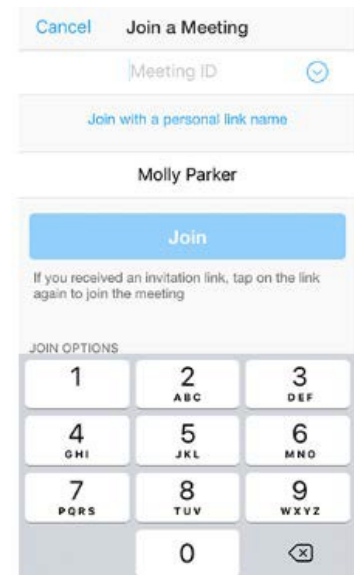 Cancel Join a Meeting
Meeting ID
Join with a personal link name
Molly Parker
Join
If you received an invitation link, tap on the link
again to join the meeting
JOIN OPTIONS
1 2 3
ABC DEF
4 5 6
GHI JKL MNO
7 8 9
PQRS TUV WXYZ
0